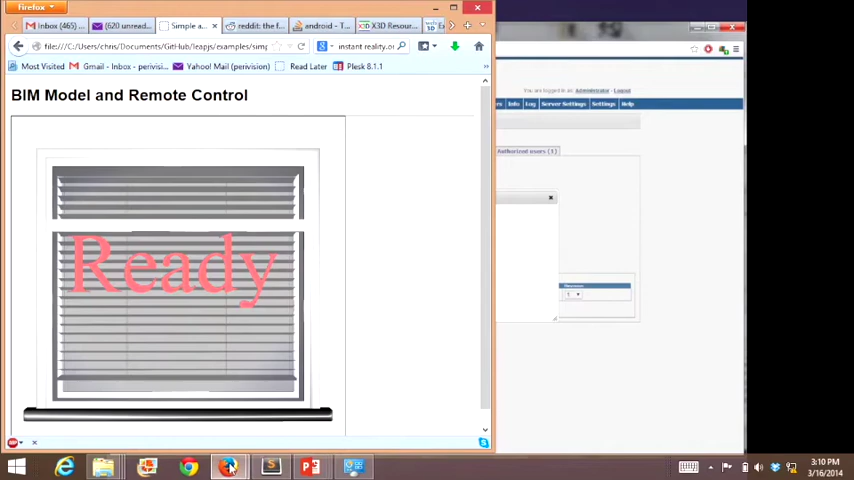 Firefox
Inbox (465) ...
(620 unread...
Simple a...
reddit: the f...
android - T...
X3D Resour...
file:///C:/Users/chris/Documents/GitHub/leapjs/examples/simp
instant reality.or
Most Visited
Gmail - Inbox - perivisi...
Yahoo! Mail (perivision)
Read Later
Plesk 8.1.1
BIM Model and Remote Control
Ready
You are logged in as: Administrator - Logout
Info
Log
Server Settings
Settings
Help
Authorized users (1)
3:10 PM
3/16/2014